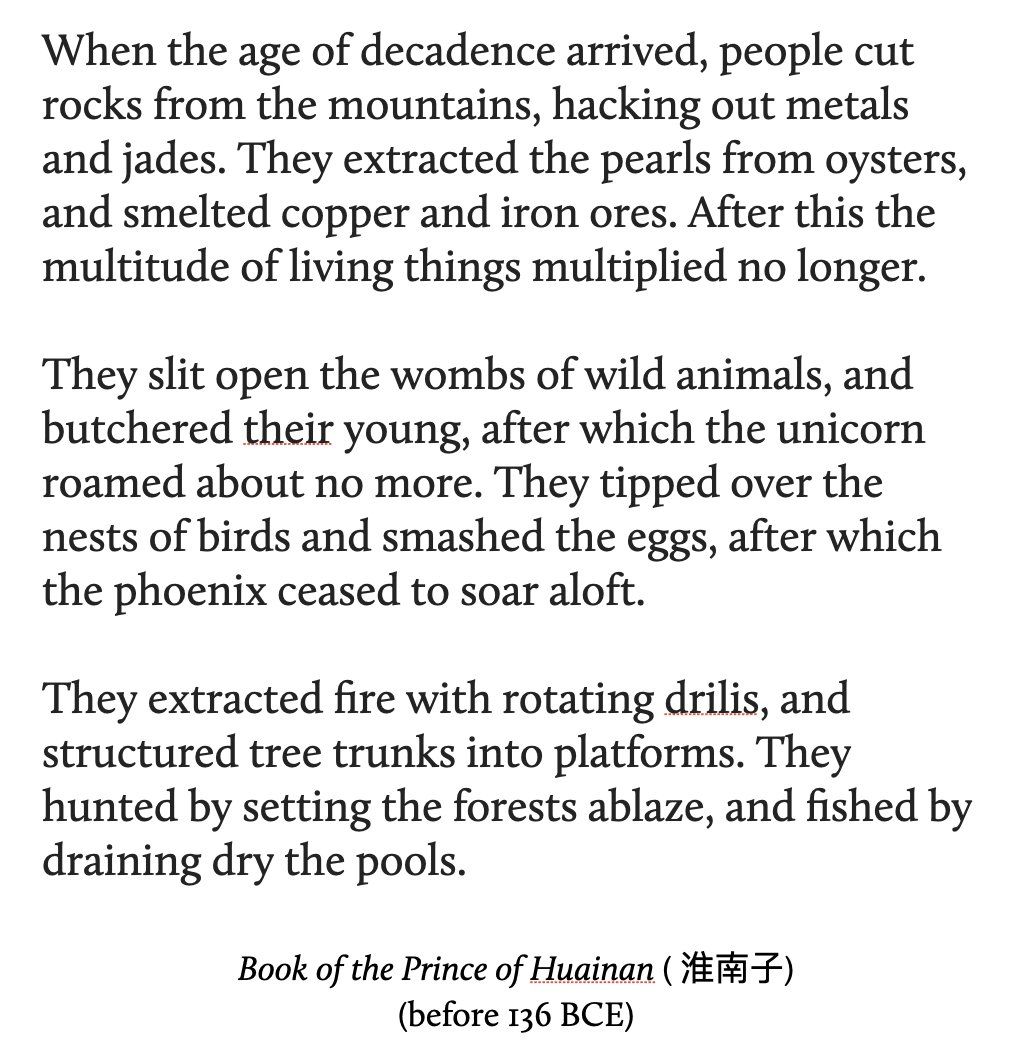 When the age of decadence arrived, people cut
rocks from the mountains, hacking out metals
and jades. They extracted the pearls from oysters,
and smelted copper and iron ores. After this the
multitude of living things multiplied no longer.
They slit open the wombs of wild animals, and
butchered their young, after which the unicorn
roamed about no more. They tipped over the
nests of birds and smashed the eggs, after which
the phoenix ceased to soar aloft.
They extracted fire with rotating drilis, and
structured tree trunks into platforms. They
hunted by setting the forests ablaze, and fished by
draining dry the pools.
Book of the Prince of Huainan ( 淮南子)
(before 136 BCE)